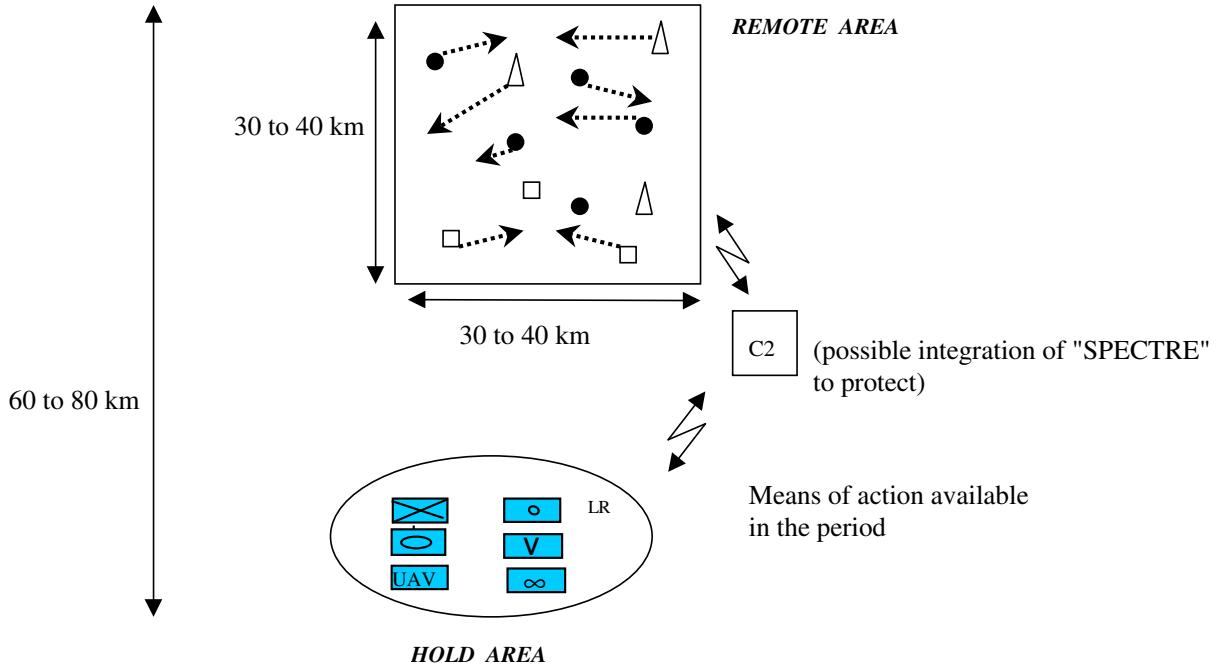 REMOTE AREA
30 to 40 km
30 to 40 km
C2
(possible integration of "SPECTRE"
to protect)
60 to 80 km
LR
V
UAV
∞
Means of action available
in the period
HOLD AREA